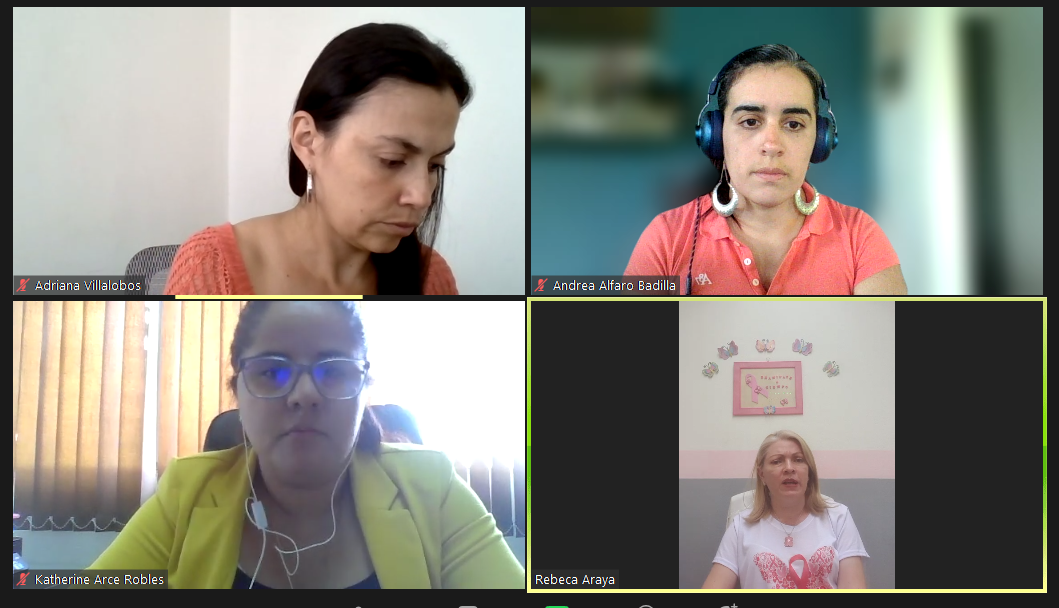 Adriana Villalobos
Andrea Alfaro Badilla
Katherine Arce Robles
Rebeca Araya